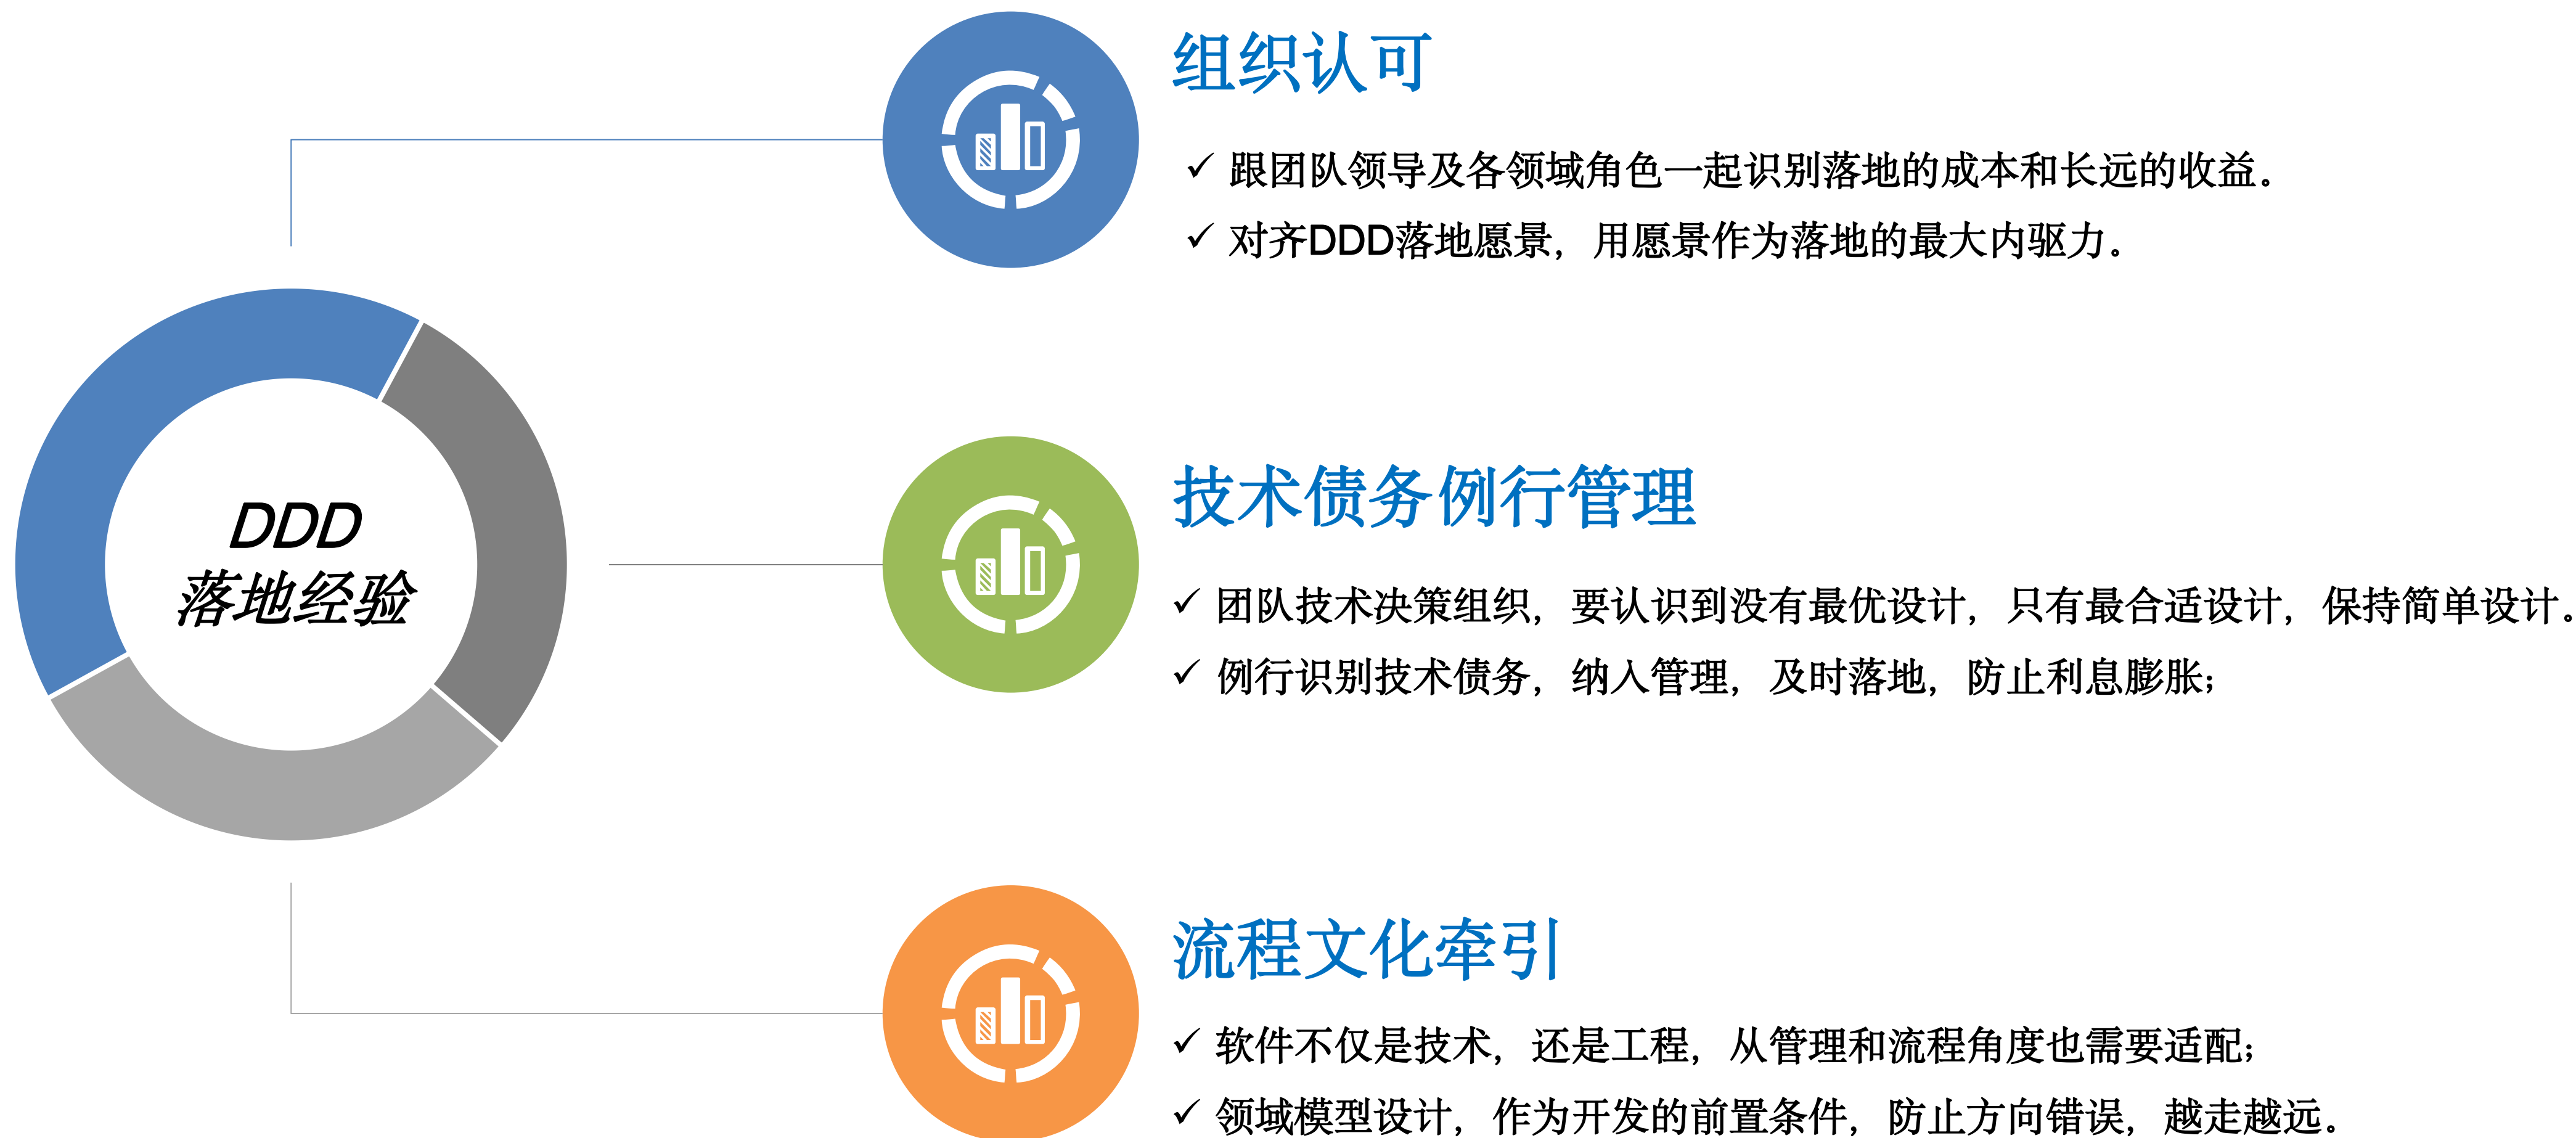 DDD
落地经验
组织认可
✓ 跟团队领导及各领域角色一起识别落地的成本和长远的收益。
✓ 对齐DDD落地愿景，用愿景作为落地的最大内驱力。
技术债务例行管理
✓ 团队技术决策组织，要认识到没有最优设计，只有最合适设计，保持简单设计。
✓ 例行识别技术债务，纳入管理，及时落地，防止利息膨胀；
流程文化牵引
✓ 软件不仅是技术，还是工程，从管理和流程角度也需要适配；
✓ 领域模型设计，作为开发的前置条件，防止方向错误，越走越远。